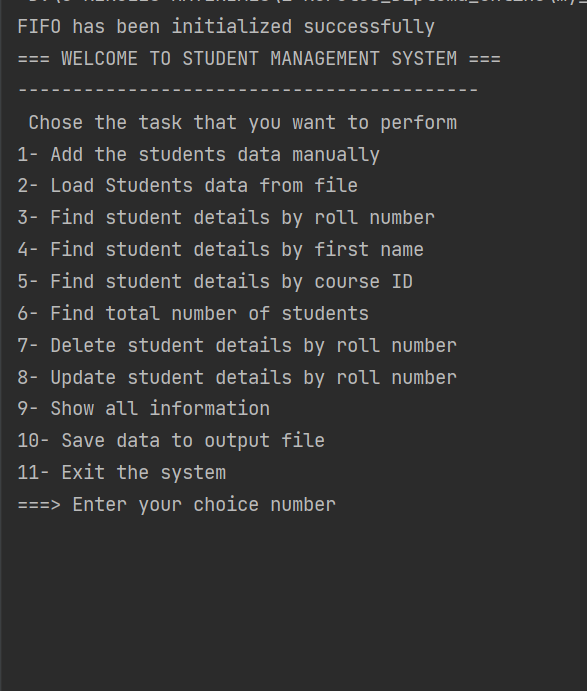 FIFO has been initialized successfully
=== WELCOME TO STUDENT MANAGEMENT SYSTEM ===
------------------------------------------
Chose the task that you want to perform
1- Add the students data manually
2- Load Students data from file
3- Find student details by roll number
4- Find student details by first name
5- Find student details by course ID
6- Find total number of students
7- Delete student details by roll number
8- Update student details by roll number
9- Show all information
10- Save data to output file
11- Exit the system
===> Enter your choice number